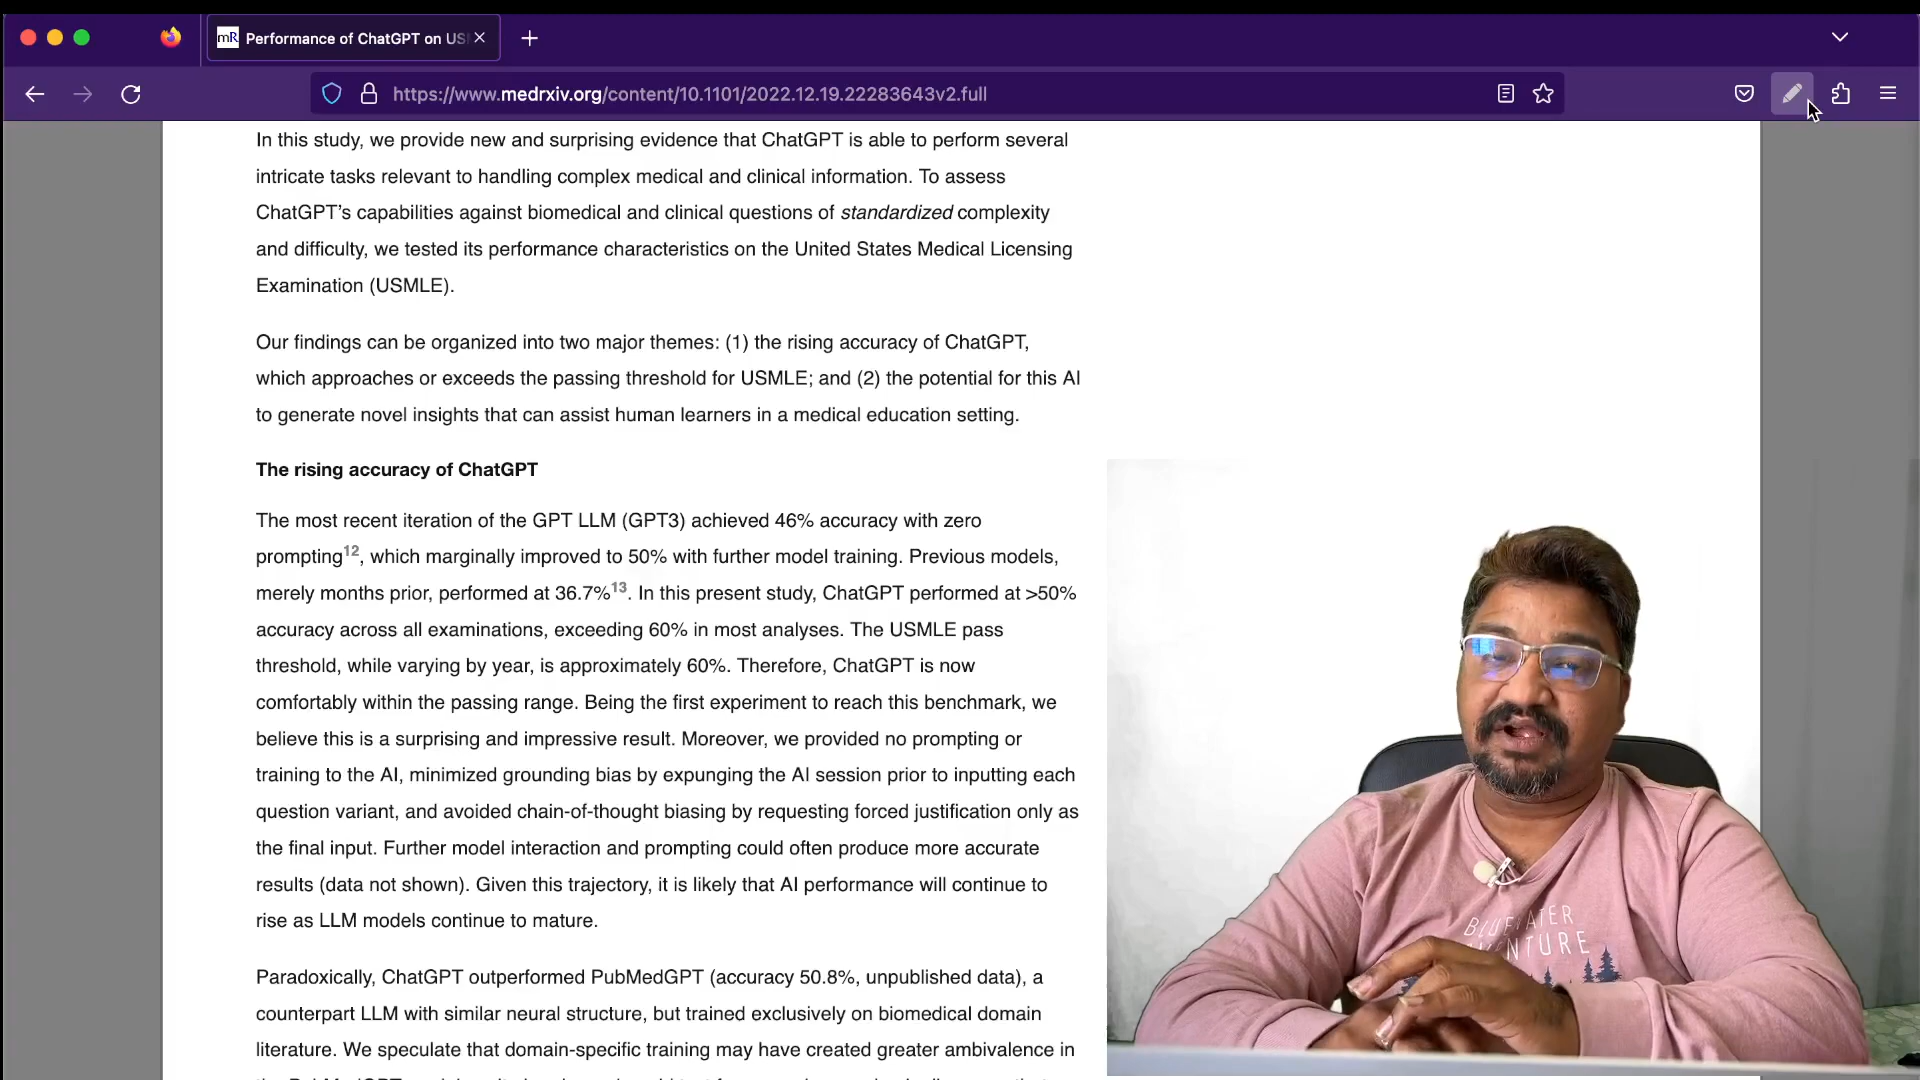 mR Performance of ChatGPT on US
https://www.medrxiv.org/content/10.1101/2022.12.19.22283643v2.full
In this study, we provide new and surprising evidence that ChatGPT is able to perform several
intricate tasks relevant to handling complex medical and clinical information. To assess
ChatGPT’s capabilities against biomedical and clinical questions of standardized complexity
and difficulty, we tested its performance characteristics on the United States Medical Licensing
Examination (USMLE).
Our findings can be organized into two major themes: (1) the rising accuracy of ChatGPT,
which approaches or exceeds the passing threshold for USMLE; and (2) the potential for this AI
to generate novel insights that can assist human learners in a medical education setting.
The rising accuracy of ChatGPT
The most recent iteration of the GPT LLM (GPT3) achieved 46% accuracy with zero
prompting12, which marginally improved to 50% with further model training. Previous models,
merely months prior, performed at 36.7%13. In this present study, ChatGPT performed at >50%
accuracy across all examinations, exceeding 60% in most analyses. The USMLE pass
threshold, while varying by year, is approximately 60%. Therefore, ChatGPT is now
comfortably within the passing range. Being the first experiment to reach this benchmark, we
believe this is a surprising and impressive result. Moreover, we provided no prompting or
training to the AI, minimized grounding bias by expunging the AI session prior to inputting each
question variant, and avoided chain-of-thought biasing by requesting forced justification only as
the final input. Further model interaction and prompting could often produce more accurate
results (data not shown). Given this trajectory, it is likely that AI performance will continue to
rise as LLM models continue to mature.
Paradoxically, ChatGPT outperformed PubMedGPT (accuracy 50.8%, unpublished data), a
counterpart LLM with similar neural structure, but trained exclusively on biomedical domain
literature. We speculate that domain-specific training may have created greater ambivalence in